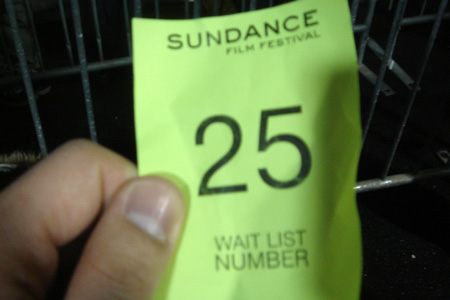 SUNDANCE
FILM FESTIVAL
25
WAIT LIST
NUMBER